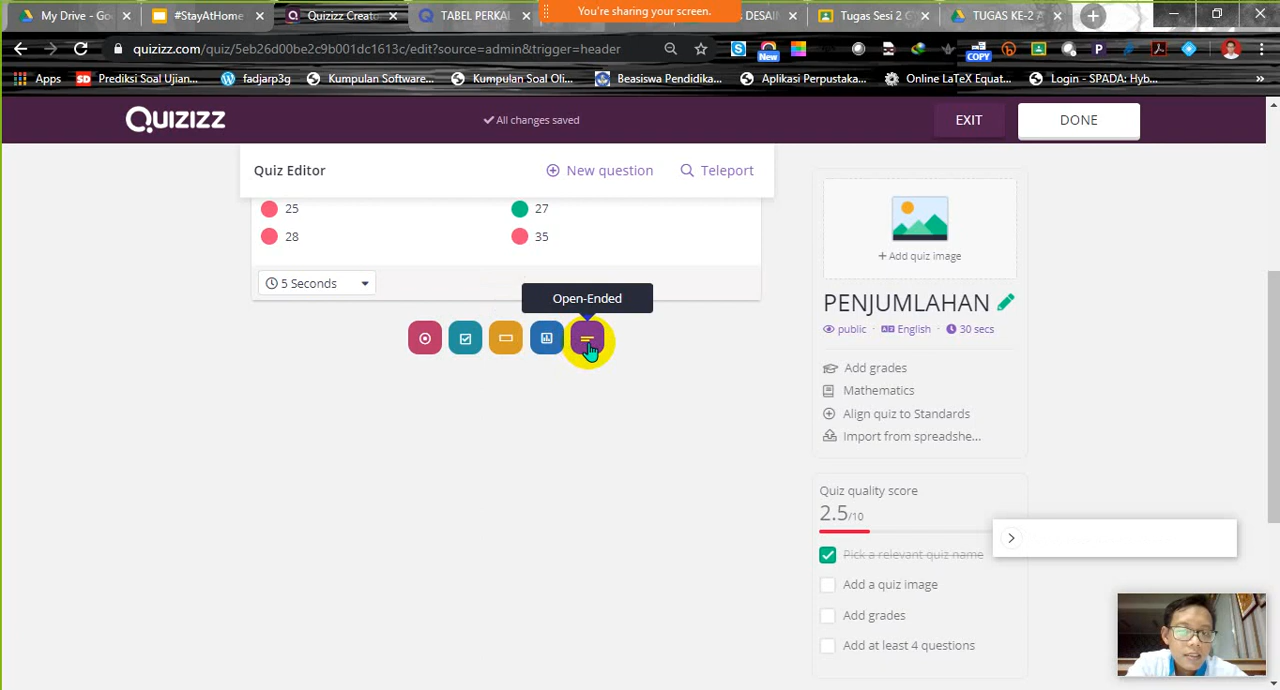 My Drive - Goo
#StayAtHome
Quizizz Create
TABEL PERKAL
You're sharing your screen.
DESAIN
Tugas Sesi 2 G
TUGAS KE-2 A
quizizz.com/quiz/5eb26d00be2c9b001dc1613c/edit?source=admin&trigger=header
New
COPY
Apps
Prediksi Soal Ujian...
fadjarp3g
Kumpulan Software...
Kumpulan Soal Oli...
Beasiswa Pendidika...
Aplikasi Perpustaka...
Online LaTeX Equat...
Login - SPADA: Hyb...
QUIZIZZ
All changes saved
EXIT
DONE
Quiz Editor
New question
Teleport
25
27
28
35
5 Seconds
Open-Ended
+ Add quiz image
PENJUMLAHAN
public · English · 30 secs
Add grades
Mathematics
Align quiz to Standards
Import from spreadshe...
Quiz quality score
2.5/10
Pick a relevant quiz name
Add a quiz image
Add grades
Add at least 4 questions